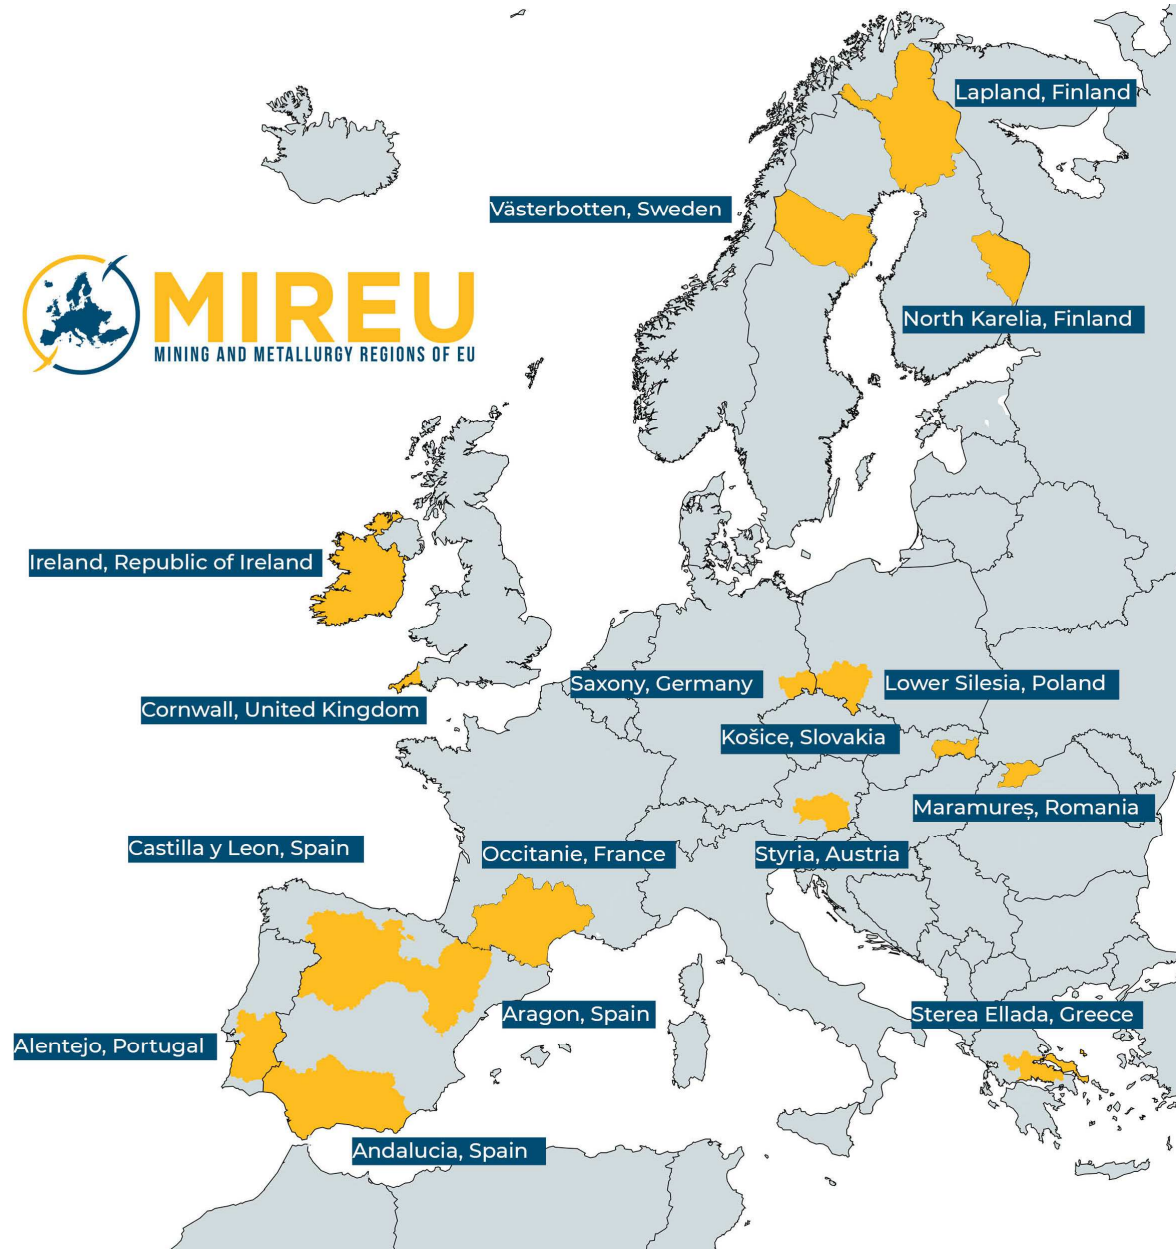 Lapland, Finland
Västerbotten, Sweden
MIREU
MINING AND METALLURGY REGIONS OF EU
North Karelia, Finland
Ireland, Republic of Ireland
Saxony, Germany
Lower Silesia, Poland
Cornwall, United Kingdom
Košice, Slovakia
Maramureș, Romania
Castilla y Leon, Spain
Occitanie, France
Styria, Austria
Aragon, Spain
Sterea Ellada, Greece
Alentejo, Portugal
Andalucia, Spain